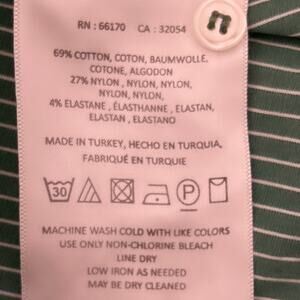 RN : 66170 CA : 32054
69% COTTON, COTON, BAUMWOLLE,
COTONE, ALGODON
27% NYLON, NYLON, NYLON,
NYLON, NYLON,
4% ELASTANE , ÉLASTHANNE , ELASTAN,
ELASTAN , ELASTANO
MADE IN TURKEY, HECHO EN TURQUIA,
FABRIQUÉ EN TURQUIE
30 P
MACHINE WASH COLD WITH LIKE COLORS
USE ONLY NON-CHLORINE BLEACH
LINE DRY
LOW IRON AS NEEDED
MAY BE DRY CLEANED